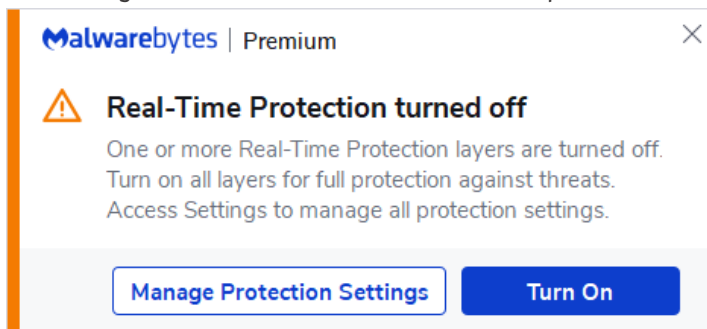 Malwarebytes | Premium
Real-Time Protection turned off
One or more Real-Time Protection layers are turned off.
Turn on all layers for full protection against threats.
Access Settings to manage all protection settings.
Manage Protection Settings
Turn On